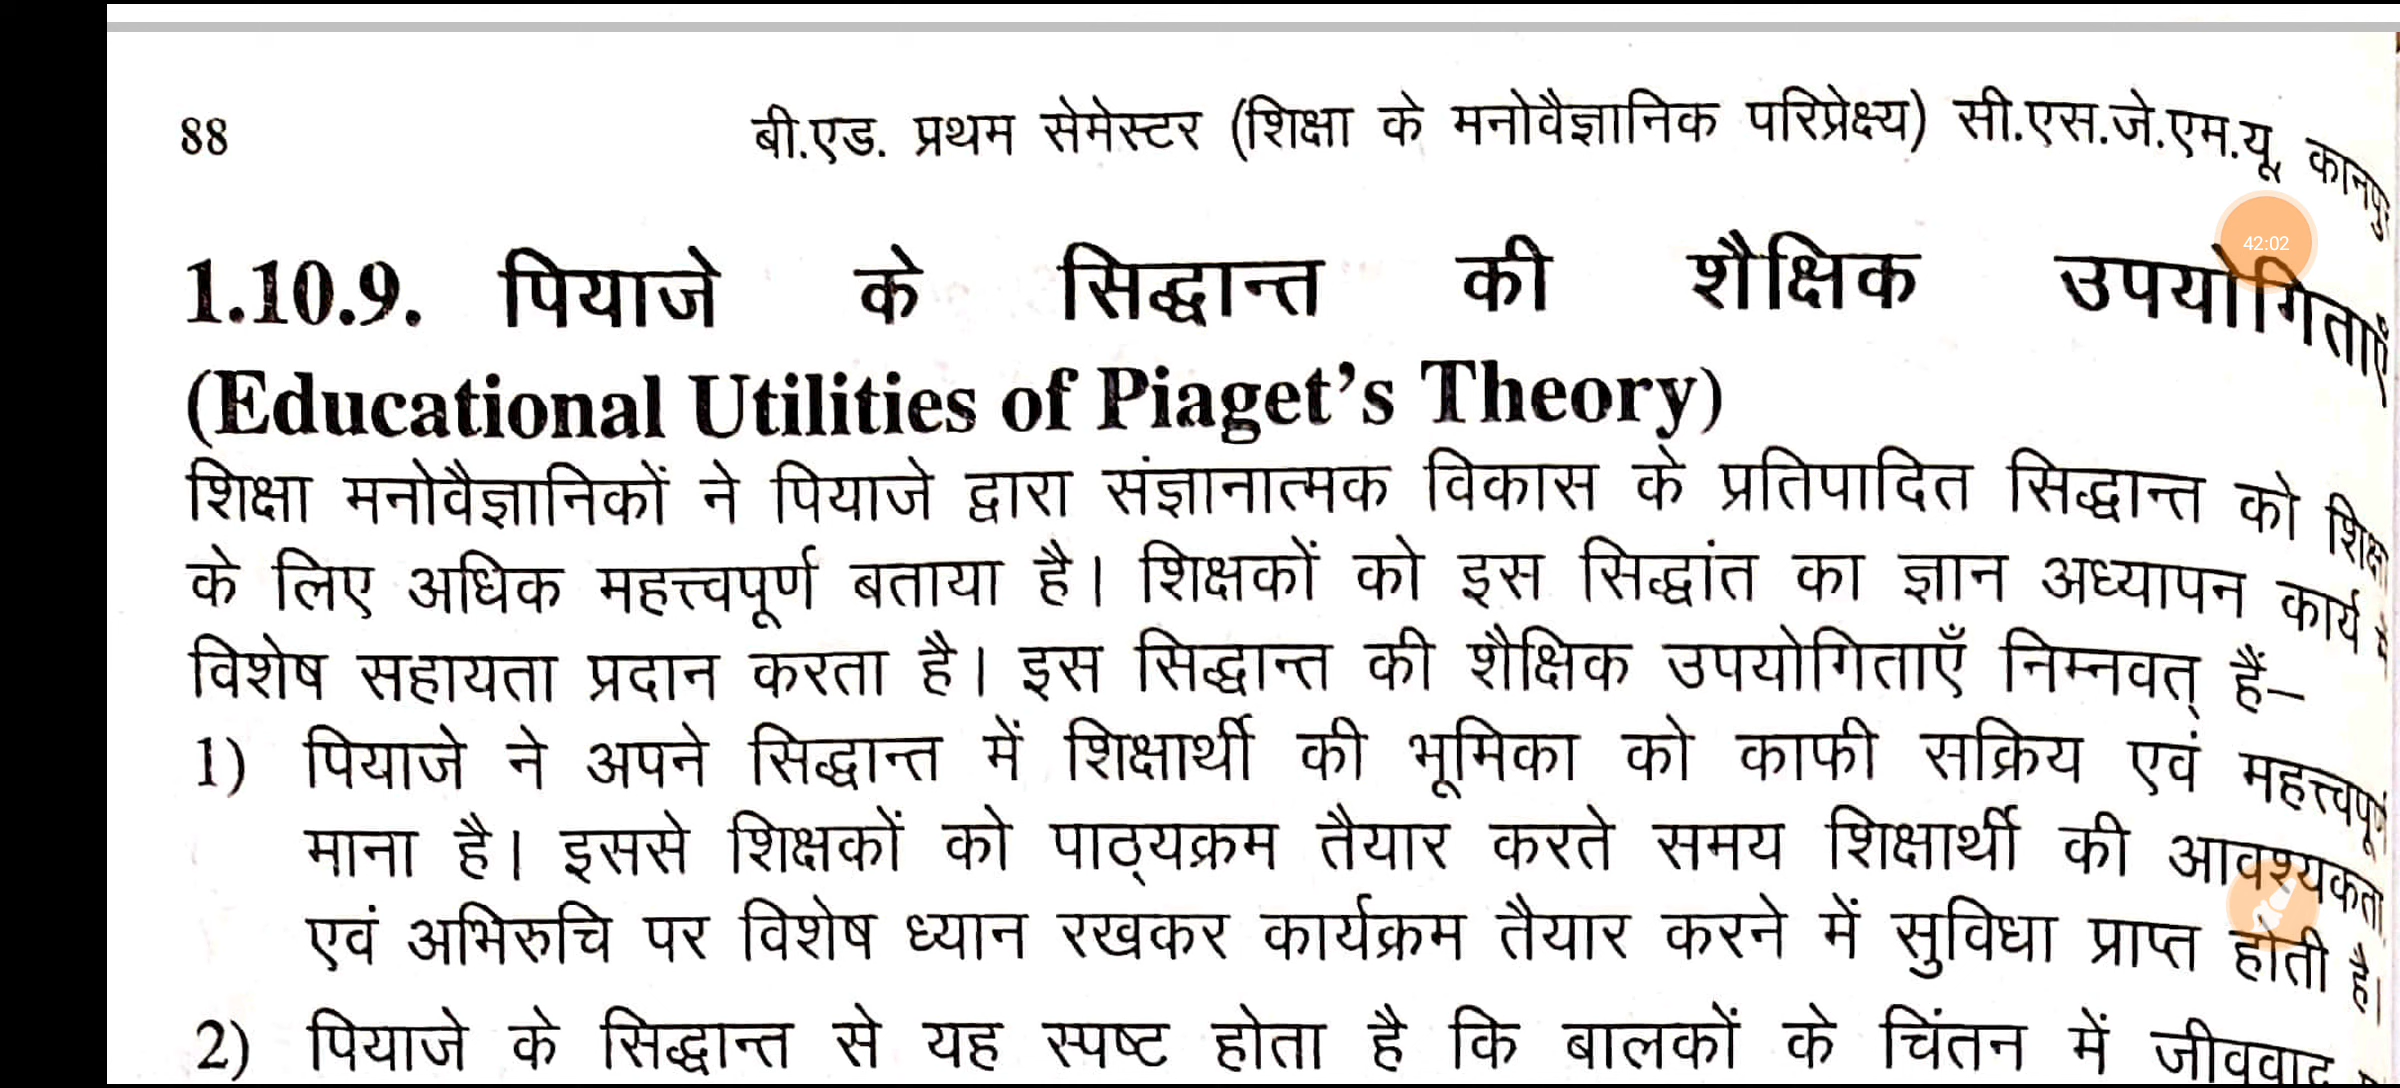 88 बी.एड. प्रथम सेमेस्टर (शिक्षा के मनोवैज्ञानिक परिप्रेक्ष्य) सी.एस.जे.एम.यू.
1.10.9. पियाजे के सिद्धान्त की शैक्षिक उपयोगिताएँ
42:02
(Educational Utilities of Piaget's Theory)
शिक्षा मनोवैज्ञानिकों ने पियाजे द्वारा संज्ञानात्मक विकास के प्रतिपादित सिद्धान्त को
के लिए अधिक महत्त्वपूर्ण बताया है। शिक्षकों को इस सिद्धांत का ज्ञान अध्यापन कार्य
विशेष सहायता प्रदान करता है। इस सिद्धान्त की शैक्षिक उपयोगिताएँ निम्नवत् हैं–
1) पियाजे ने अपने सिद्धान्त में शिक्षार्थी की भूमिका को काफी सक्रिय एवं
माना है। इससे शिक्षकों को पाठ्यक्रम तैयार करते समय शिक्षार्थी की आवश्यकता
एवं अभिरुचि पर विशेष ध्यान रखकर कार्यक्रम तैयार करने में सुविधा प्राप्त होती है।
2) पियाजे के सिद्धान्त से यह स्पष्ट होता है कि बालकों के चिंतन में जीववाद